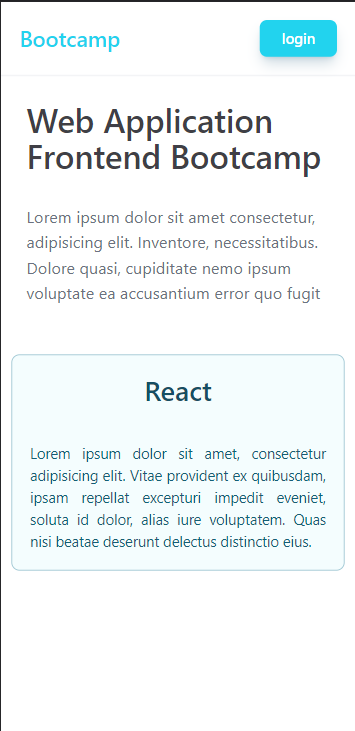 Bootcamp
login
Web Application
Frontend Bootcamp
Lorem ipsum dolor sit amet consectetur,
adipisicing elit. Inventore, necessitatibus.
Dolore quasi, cupiditate nemo ipsum
voluptate ea accusantium error quo fugit
React
Lorem ipsum dolor sit amet, consectetur
adipisicing elit. Vitae provident ex quibusdam,
ipsam repellat excepturi impedit eveniet,
soluta id dolor, alias iure voluptatem. Quas
nisi beatae deserunt delectus distinctio eius.